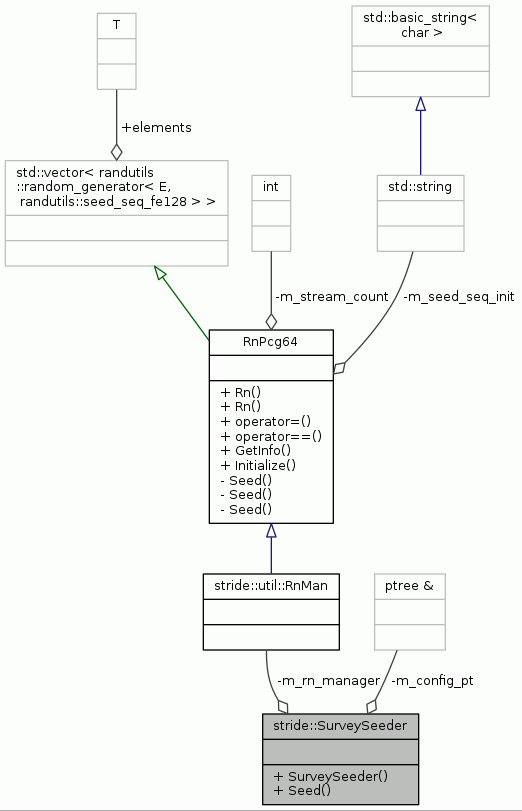 T
std::basic_string<
char >
+elements
std::vector< randutils
::random_generator< E,
randutils::seed_seq_fe128 > >
int
std::string
-m_stream_count
-m_seed_seq_init
RnPcg64
+ Rn()
+ Rn()
+ operator=()
+ operator==()
+ GetInfo()
+ Initialize()
- Seed()
- Seed()
- Seed()
stride::util::RnMan
ptree &
-m_rn_manager
-m_config_pt
stride::SurveySeeder
+ SurveySeeder()
+ Seed()